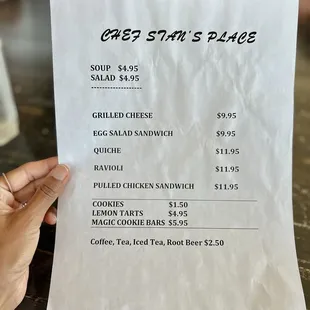 CHEF STAN'S PLACE
SOUP $4.95
SALAD $4.95
--------------------
GRILLED CHEESE $9.95
EGG SALAD SANDWICH $9.95
QUICHE $11.95
RAVIOLI $11.95
PULLED CHICKEN SANDWICH $11.95
COOKIES $1.50
LEMON TARTS $4.95
MAGIC COOKIE BARS $5.95
Coffee, Tea, Iced Tea, Root Beer $2.50